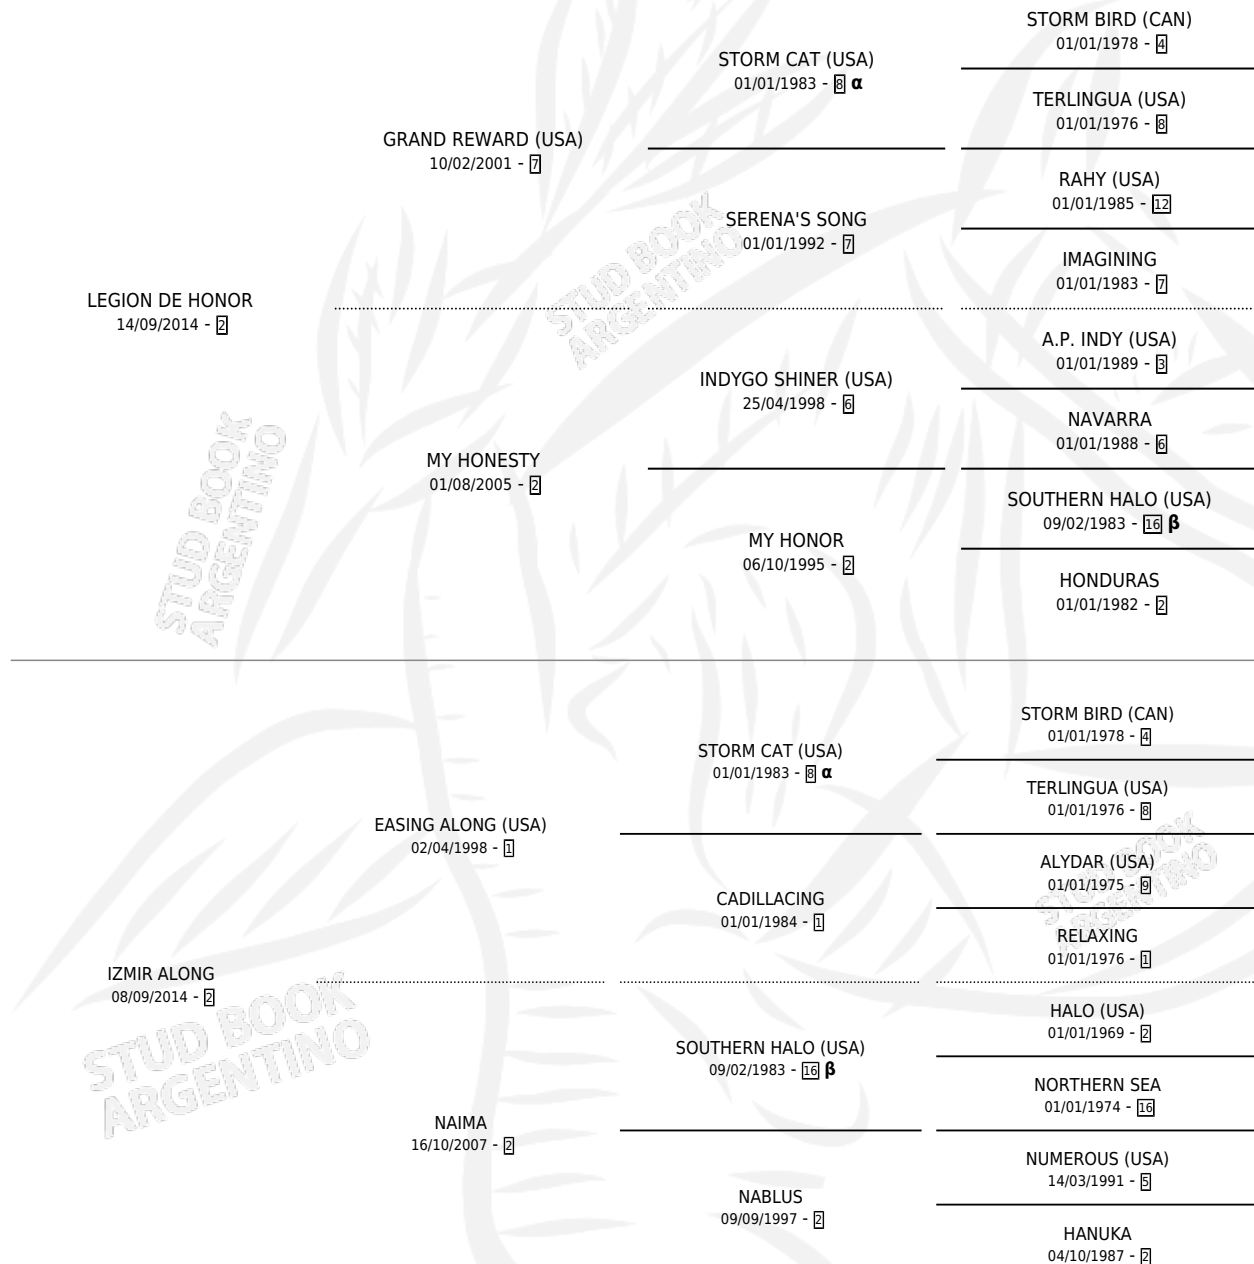 STORM BIRD (CAN)
01/01/1978 - 4
STORM CAT (USA)
01/01/1983 - 8 α
TERLINGUA (USA)
01/01/1976 - 8
GRAND REWARD (USA)
10/02/2001 - 7
RAHY (USA)
01/01/1985 - 12
SERENA'S SONG
01/01/1992 - 7
IMAGINING
01/01/1983 - 7
LEGION DE HONOR
14/09/2014 - 2
A.P. INDY (USA)
01/01/1989 - 3
INDYGO SHINER (USA)
25/04/1998 - 6
NAVARRA
01/01/1988 - 6
MY HONESTY
01/08/2005 - 2
SOUTHERN HALO (USA)
09/02/1983 - 16 β
MY HONOR
06/10/1995 - 2
HONDURAS
01/01/1982 - 2
STUD BOOK
ARGENTINO
STUD BOOK
ARGENTINO
STORM BIRD (CAN)
01/01/1978 - 4
STORM CAT (USA)
01/01/1983 - 8 α
TERLINGUA (USA)
01/01/1976 - 8
EASING ALONG (USA)
02/04/1998 - 1
ALYDAR (USA)
01/01/1975 - 9
CADILLACING
01/01/1984 - 1
RELAXING
01/01/1976 - 1
IZMIR ALONG
08/09/2014 - 2
HALO (USA)
01/01/1969 - 2
SOUTHERN HALO (USA)
09/02/1983 - 16 β
NORTHERN SEA
01/01/1974 - 16
NAIMA
16/10/2007 - 2
NUMEROUS (USA)
14/03/1991 - 5
NABLUS
09/09/1997 - 2
HANUKA
04/10/1987 - 2
STUD BOOK
ARGENTINO
STUD BOOK
ARGENTINO